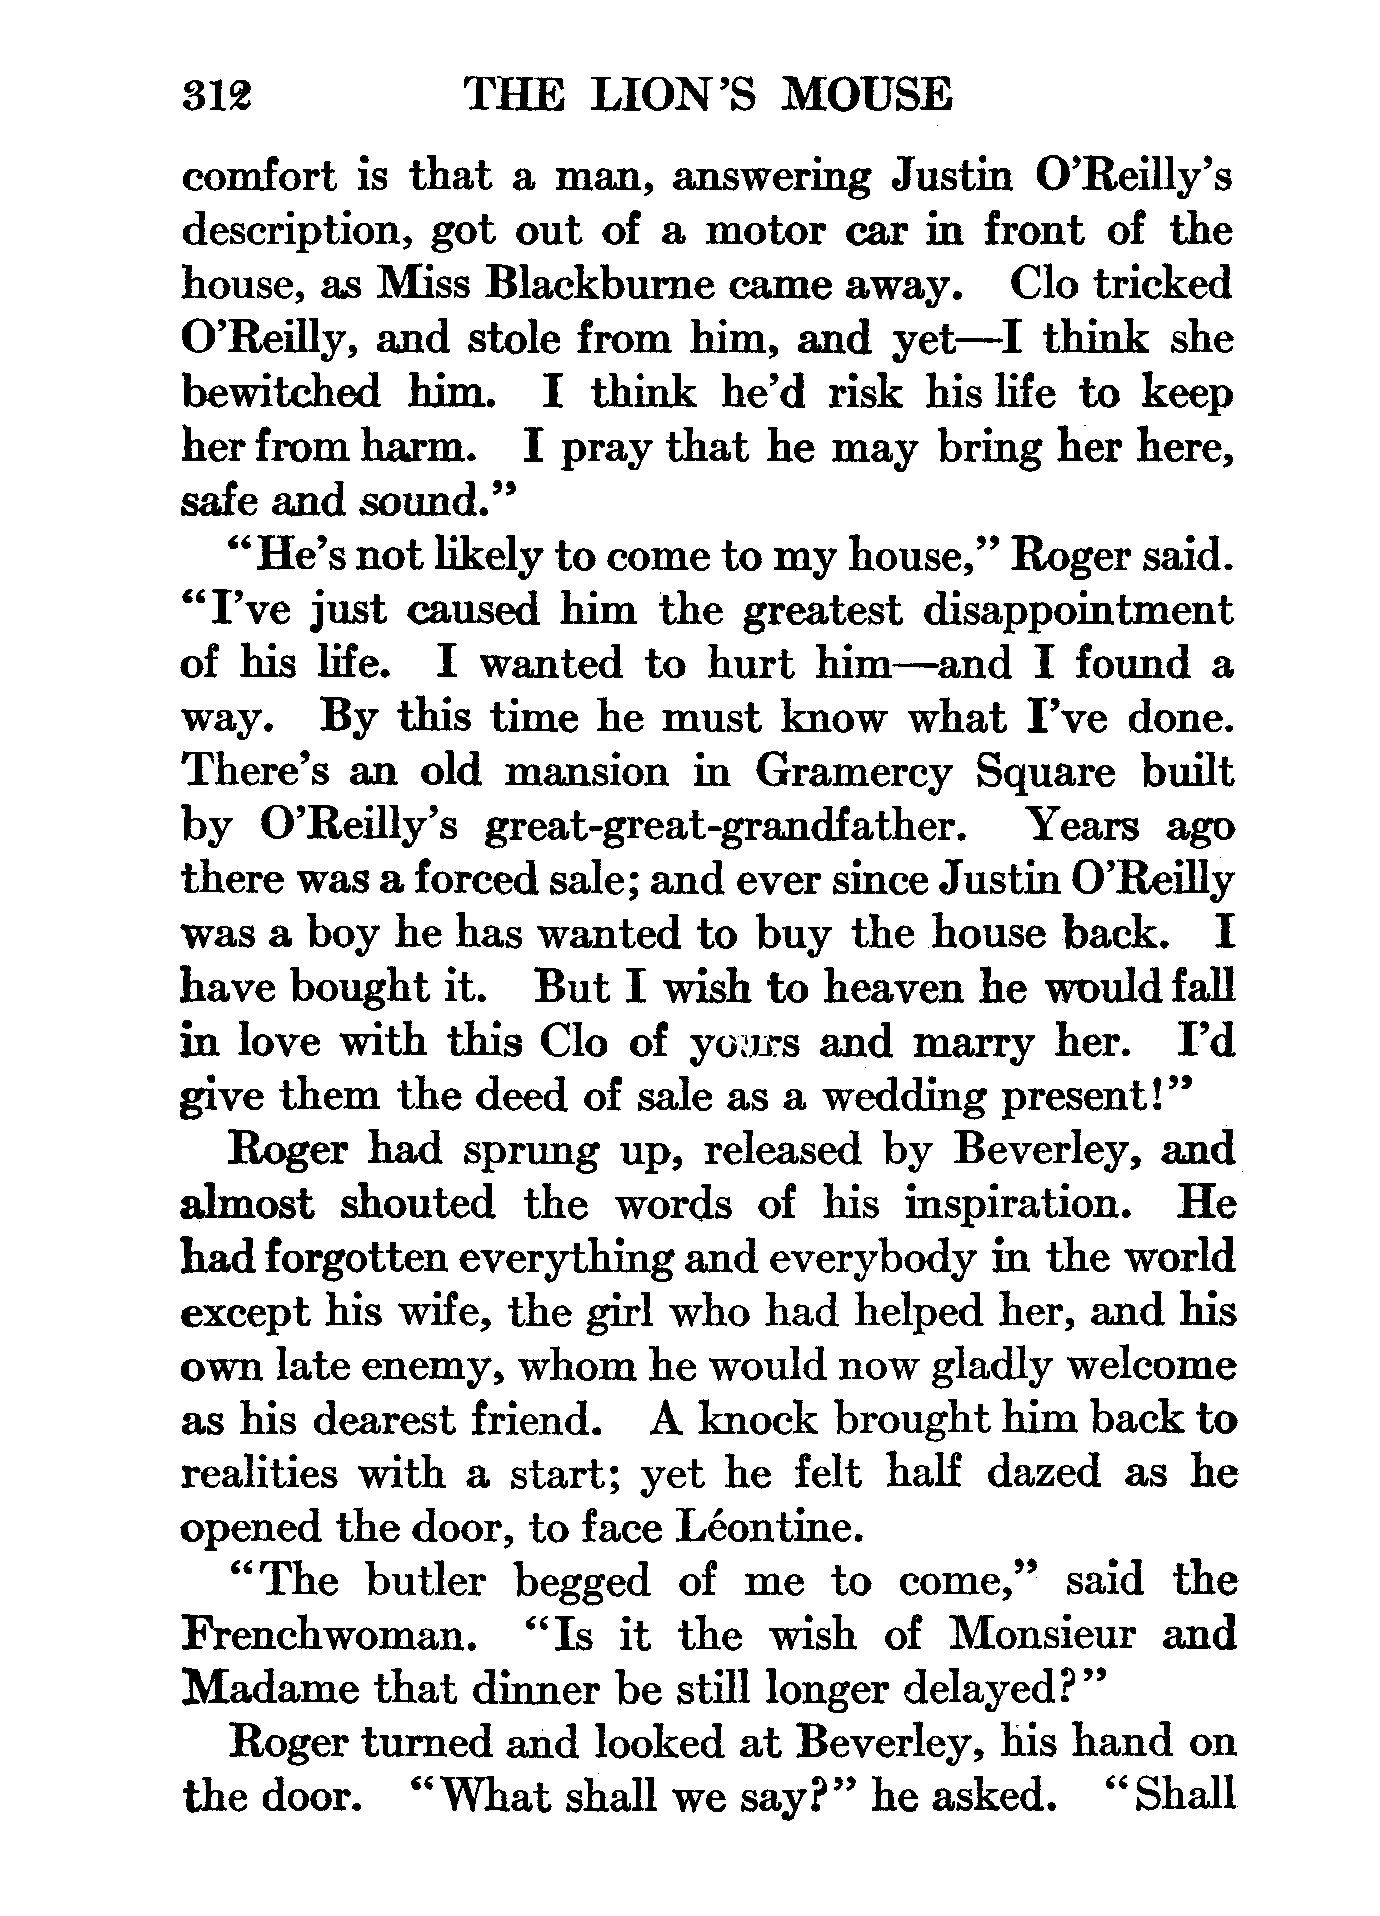 312 THE LION'S MOUSE
comfort is that a man, answering Justin O'Reilly's
description, got out of a motor car in front of the
house, as Miss Blackburne came away. Clo tricked
O'Reilly, and stole from him, and yet—I think she
bewitched him. I think he'd risk his life to keep
her from harm. I pray that he may bring her here,
safe and sound."
"He's not likely to come to my house," Roger said.
"I've just caused him the greatest disappointment
of his life. I wanted to hurt him—and I found a
way. By this time he must know what I've done.
There's an old mansion in Gramercy Square built
by O'Reilly's great-great-grandfather. Years ago
there was a forced sale; and ever since Justin O'Reilly
was a boy he has wanted to buy the house back. I
have bought it. But I wish to heaven he would fall
in love with this Clo of yours and marry her. I'd
give them the deed of sale as a wedding present!"
Roger had sprung up, released by Beverley, and
almost shouted the words of his inspiration. He
had forgotten everything and everybody in the world
except his wife, the girl who had helped her, and his
own late enemy, whom he would now gladly welcome
as his dearest friend. A knock brought him back to
realities with a start; yet he felt half dazed as he
opened the door, to face Léontine.
"The butler begged of me to come," said the
Frenchwoman. "Is it the wish of Monsieur and
Madame that dinner be still longer delayed?"
Roger turned and looked at Beverley, his hand on
the door. "What shall we say?" he asked. "Shall